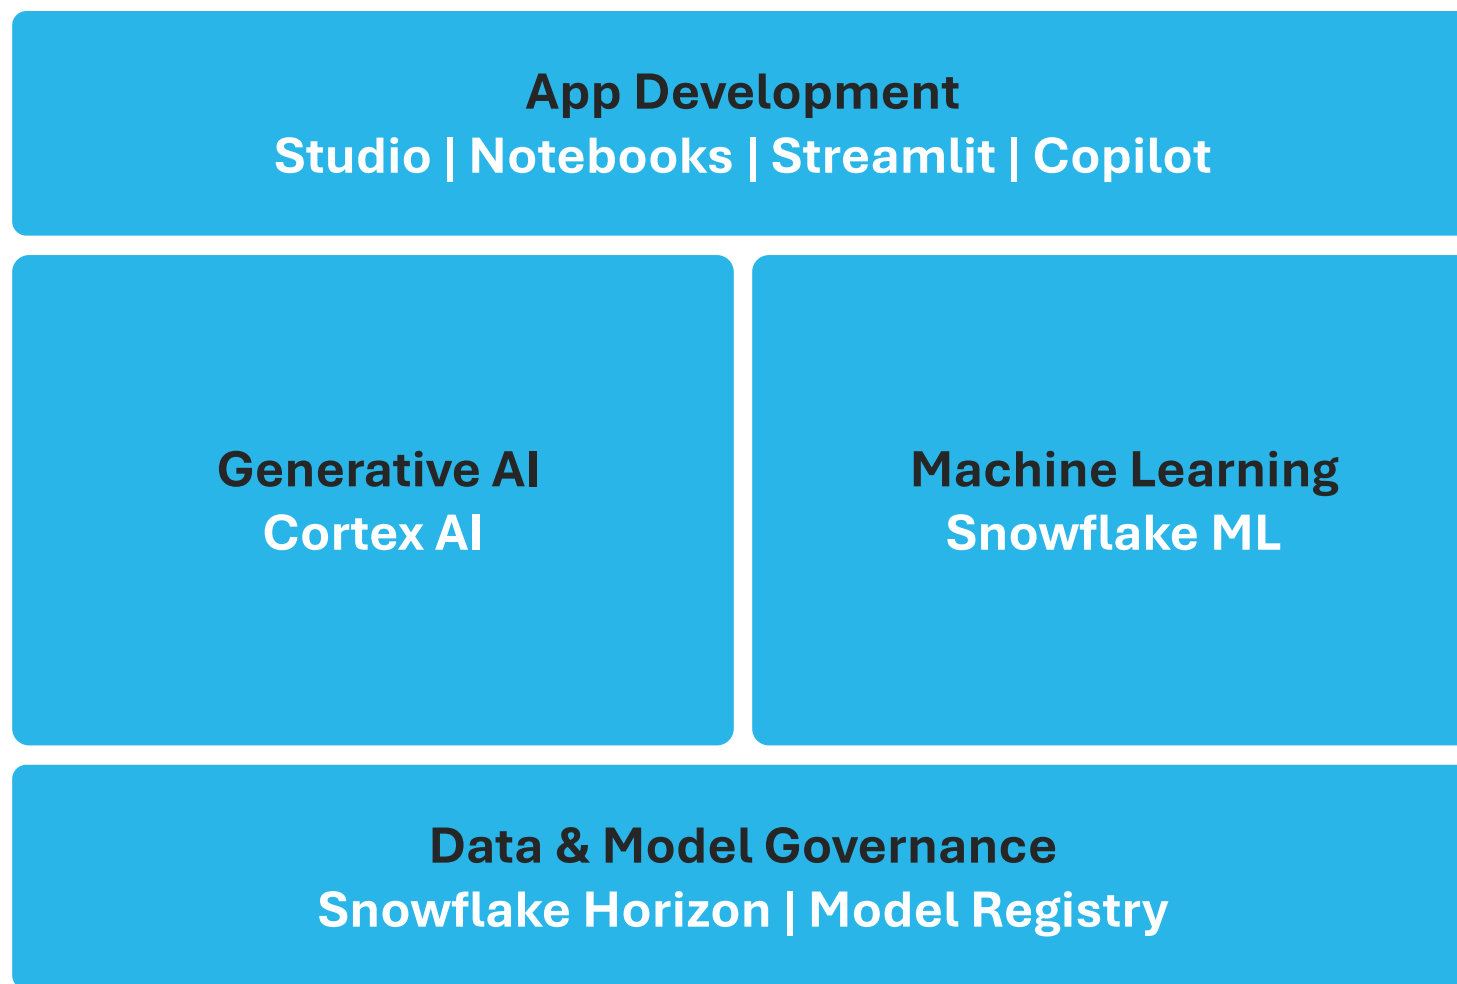 App Development
Studio | Notebooks | Streamlit | Copilot
Generative AI
Cortex AI
Machine Learning
Snowflake ML
Data & Model Governance
Snowflake Horizon | Model Registry